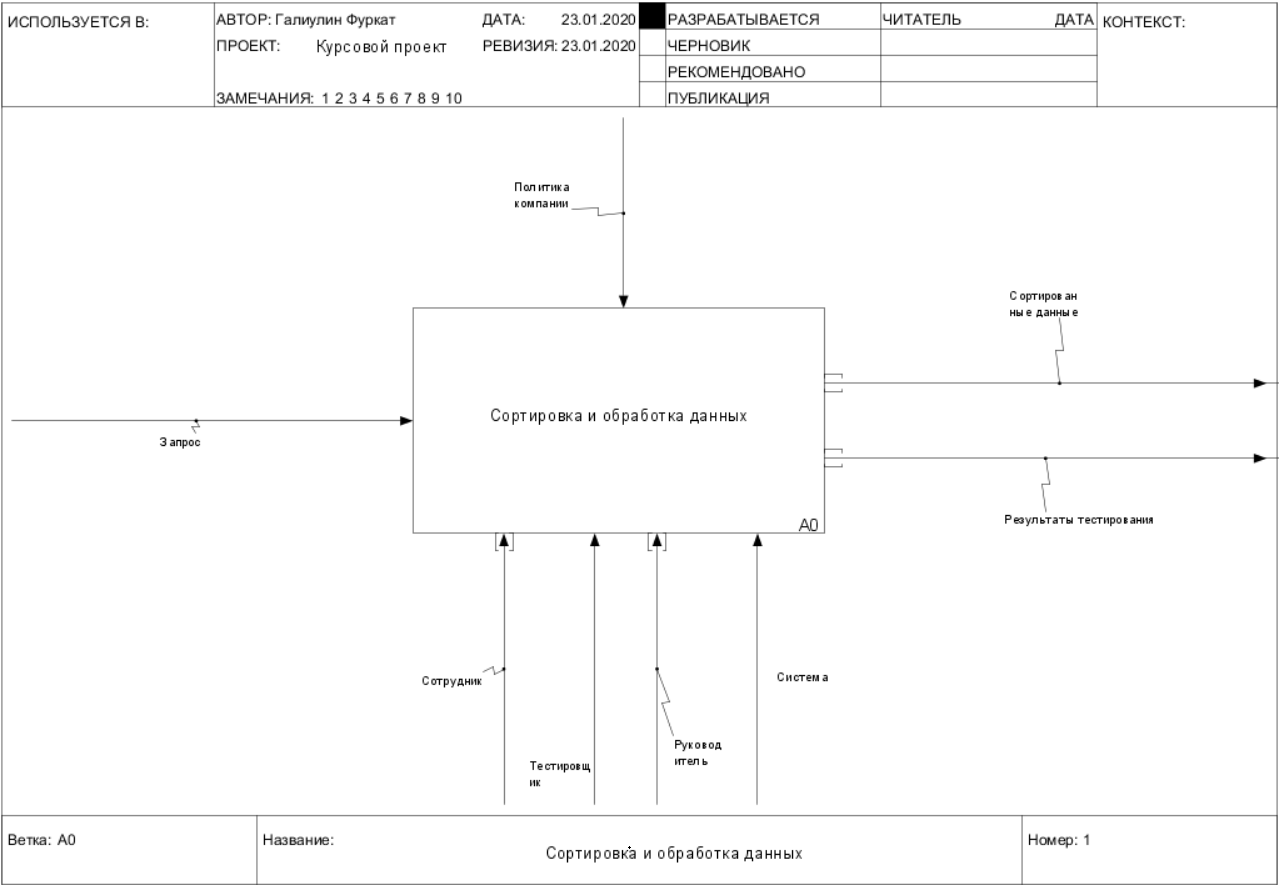 ИСПОЛЬЗУЕТСЯ В:
АВТОР: Галиулин Фуркат
ДАТА: 23.01.2020
РАЗРАБАТЫВАЕТСЯ
ЧИТАТЕЛЬ
ДАТА
КОНТЕКСТ:
ПРОЕКТ: Курсовой проект
РЕВИЗИЯ: 23.01.2020
ЧЕРНОВИК
РЕКОМЕНДОВАНО
ЗАМЕЧАНИЯ: 1 2 3 4 5 6 7 8 9 10
ПУБЛИКАЦИЯ
Политика
компании
Сортирован
ные данные
Сортировка и обработка данных
Запрос
Результаты тестирования
A0
Сотрудник
Система
Руковод
итель
Тестировщ
ик
Ветка: A0
Название:
Сортировка и обработка данных
Номер: 1